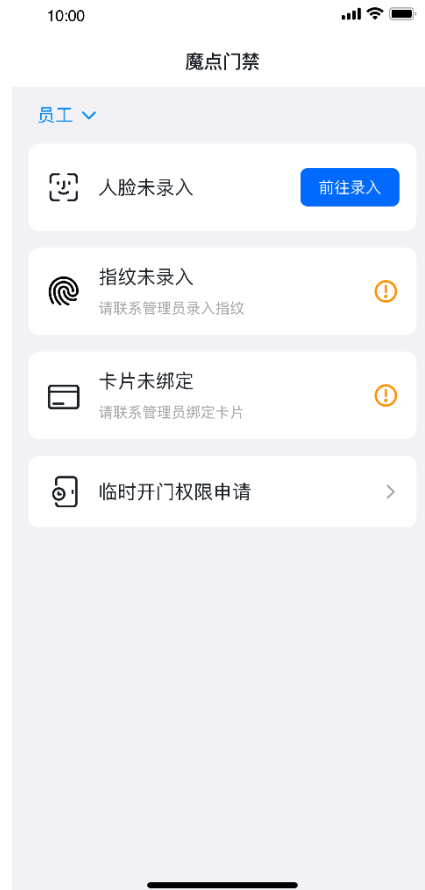 10:00
魔点门禁
员工
人脸未录入
前往录入
指纹未录入
请联系管理员录入指纹
卡片未绑定
请联系管理员绑定卡片
临时开门权限申请